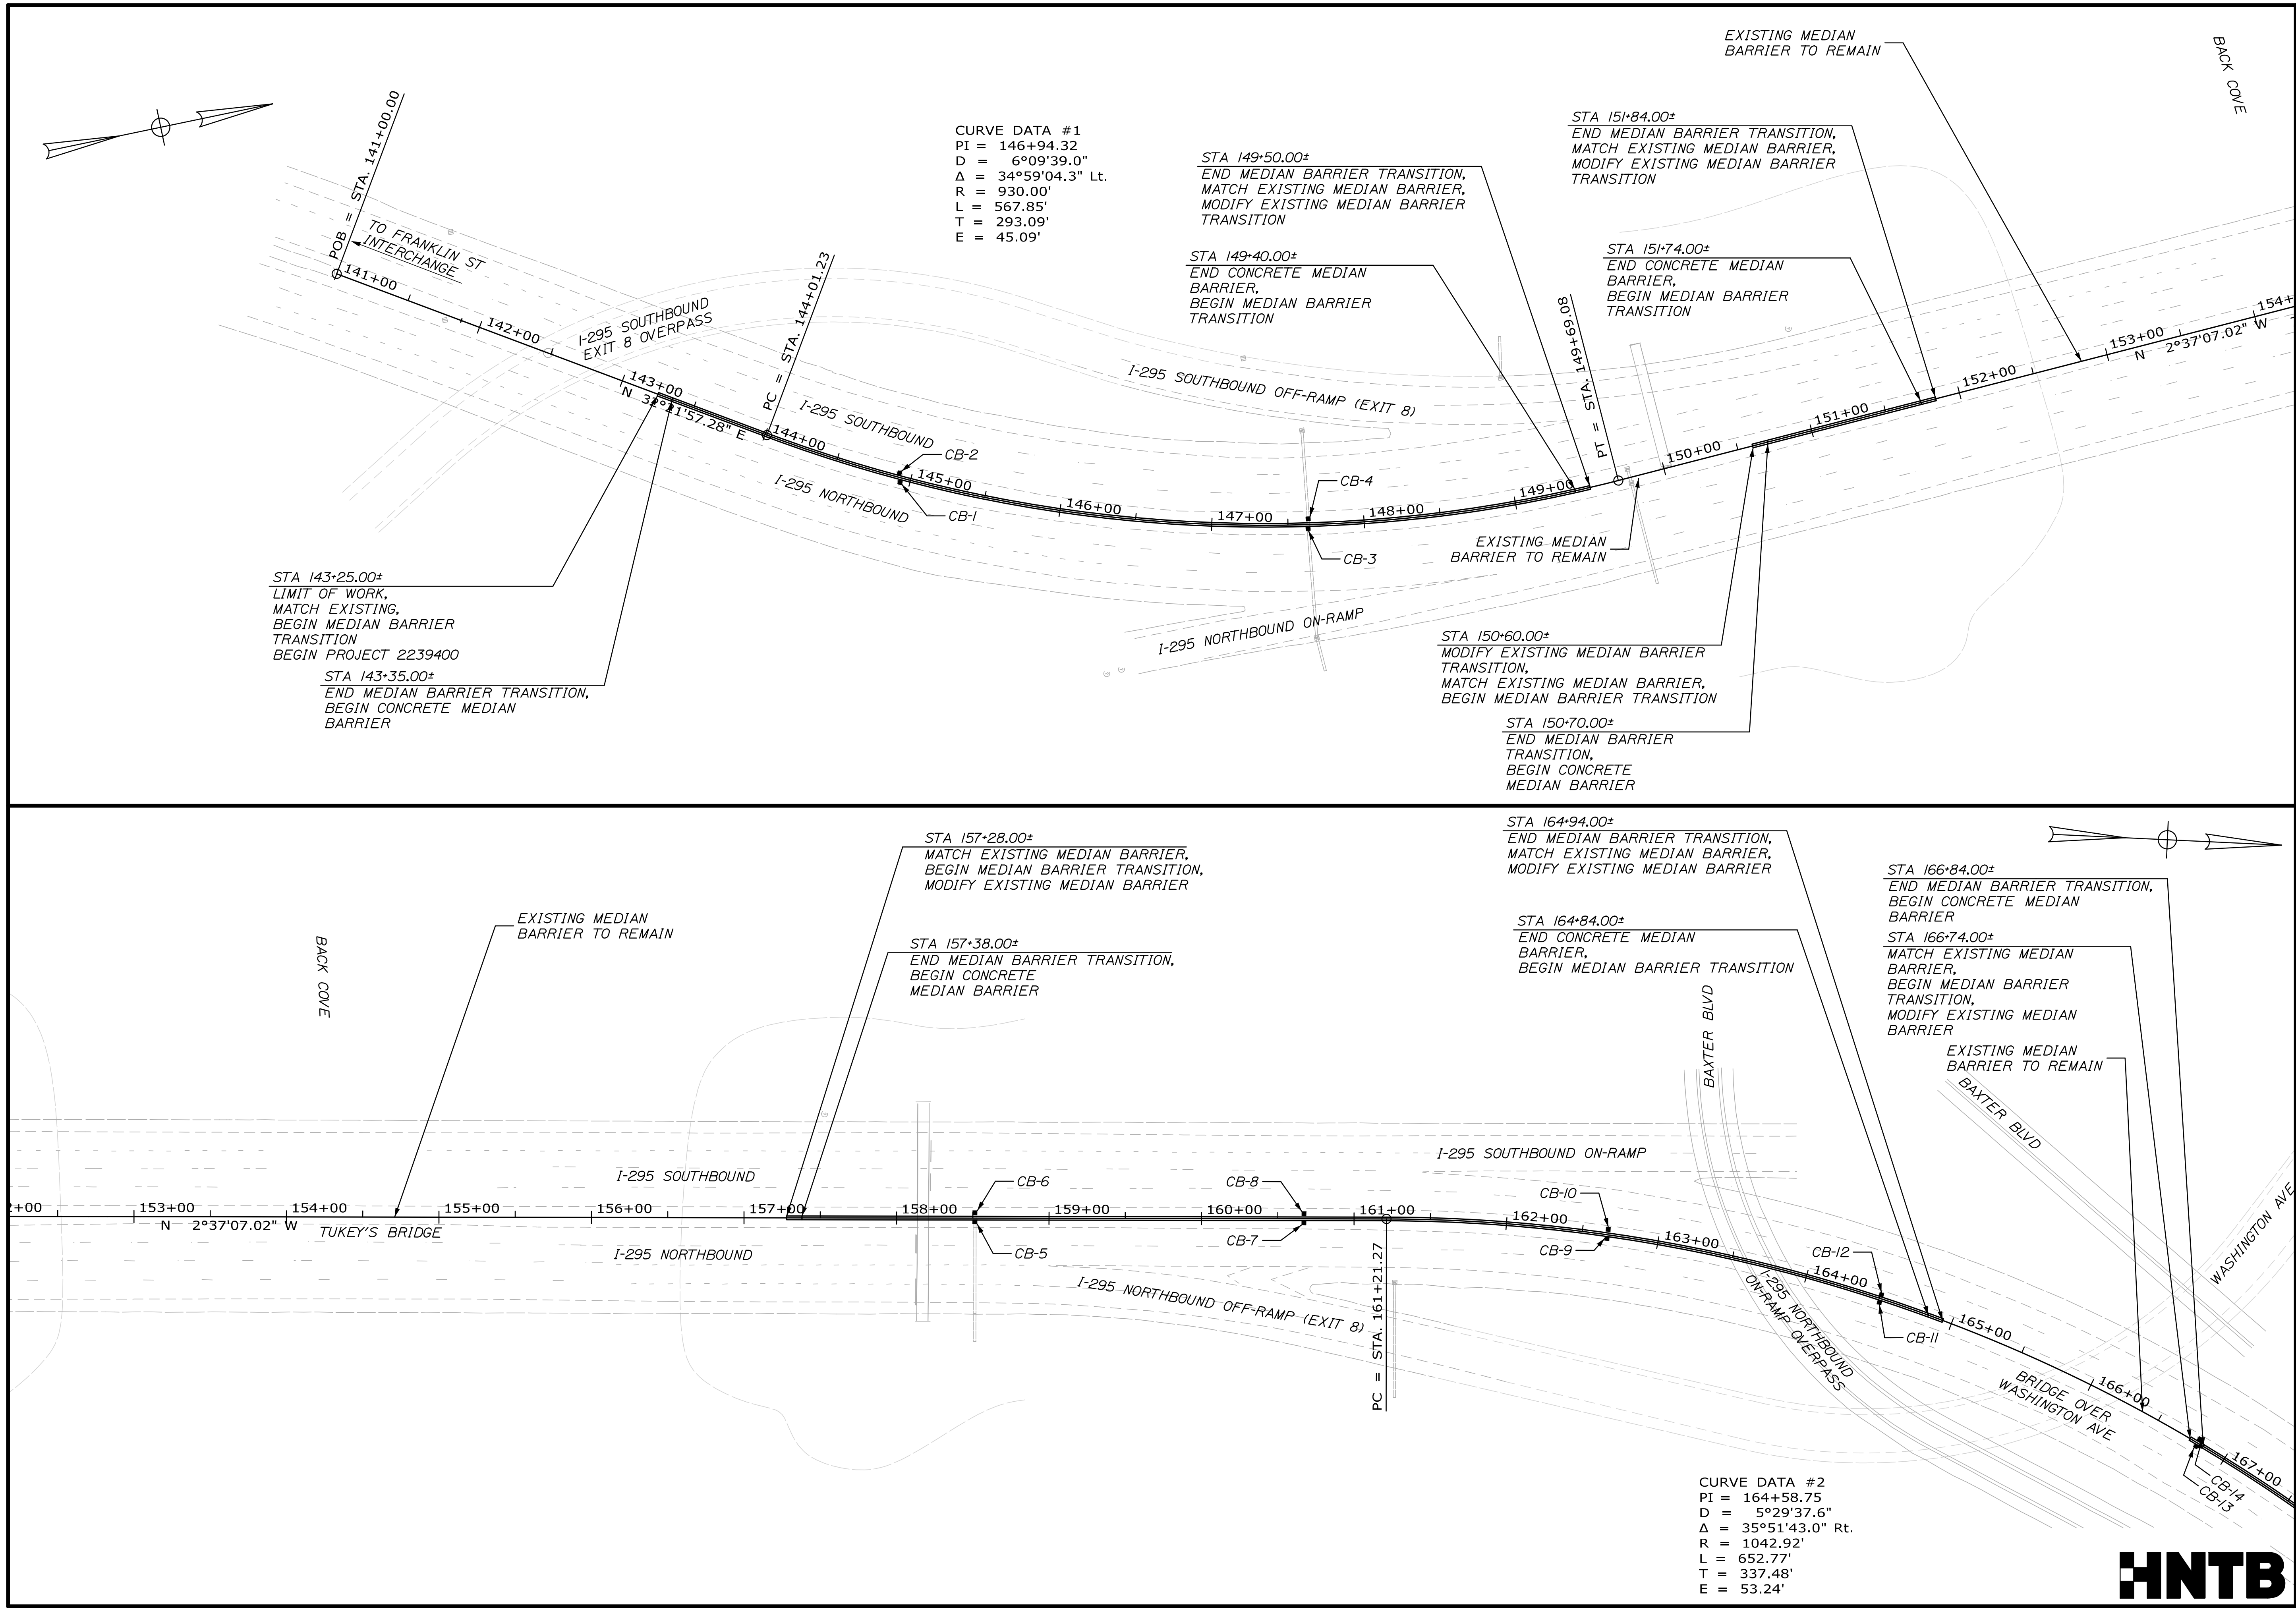 EXISTING MEDIAN
BARRIER TO REMAIN
BACK COVE
POB = STA. 141+00.00
TO FRANKLIN ST
INTERCHANGE
CURVE DATA #1
PI = 146+94.32
D = 6°09'39.0"
Δ = 34°59'04.3" Lt.
R = 930.00'
L = 567.85'
T = 293.09'
E = 45.09'
STA 149+50.00±
END MEDIAN BARRIER TRANSITION,
MATCH EXISTING MEDIAN BARRIER,
MODIFY EXISTING MEDIAN BARRIER
TRANSITION
STA 149+40.00±
END CONCRETE MEDIAN
BARRIER,
BEGIN MEDIAN BARRIER
TRANSITION
STA 151+84.00±
END MEDIAN BARRIER TRANSITION,
MATCH EXISTING MEDIAN BARRIER,
MODIFY EXISTING MEDIAN BARRIER
TRANSITION
STA 151+74.00±
END CONCRETE MEDIAN
BARRIER,
BEGIN MEDIAN BARRIER
TRANSITION
141+00
142+00
143+00
144+00
145+00
146+00
147+00
148+00
149+00
150+00
151+00
152+00
153+00
154+
N 32°21'57.28" E
N 2°37'07.02" W
I-295 SOUTHBOUND
EXIT 8 OVERPASS
PC = STA. 144+01.23
PT = STA. 149+69.08
I-295 SOUTHBOUND
I-295 NORTHBOUND
I-295 SOUTHBOUND OFF-RAMP (EXIT 8)
CB-2
CB-1
CB-4
CB-3
EXISTING MEDIAN
BARRIER TO REMAIN
I-295 NORTHBOUND ON-RAMP
STA 143+25.00±
LIMIT OF WORK,
MATCH EXISTING,
BEGIN MEDIAN BARRIER
TRANSITION
BEGIN PROJECT 2239400
STA 143+35.00±
END MEDIAN BARRIER TRANSITION,
BEGIN CONCRETE MEDIAN
BARRIER
STA 150+60.00±
MODIFY EXISTING MEDIAN BARRIER
TRANSITION,
MATCH EXISTING MEDIAN BARRIER,
BEGIN MEDIAN BARRIER TRANSITION
STA 150+70.00±
END MEDIAN BARRIER
TRANSITION,
BEGIN CONCRETE
MEDIAN BARRIER
STA 157+28.00±
MATCH EXISTING MEDIAN BARRIER,
BEGIN MEDIAN BARRIER TRANSITION,
MODIFY EXISTING MEDIAN BARRIER
STA 157+38.00±
END MEDIAN BARRIER TRANSITION,
BEGIN CONCRETE
MEDIAN BARRIER
EXISTING MEDIAN
BARRIER TO REMAIN
BACK COVE
STA 164+94.00±
END MEDIAN BARRIER TRANSITION,
MATCH EXISTING MEDIAN BARRIER,
MODIFY EXISTING MEDIAN BARRIER
STA 164+84.00±
END CONCRETE MEDIAN
BARRIER,
BEGIN MEDIAN BARRIER TRANSITION
STA 166+84.00±
END MEDIAN BARRIER TRANSITION,
BEGIN CONCRETE MEDIAN
BARRIER
STA 166+74.00±
MATCH EXISTING MEDIAN
BARRIER,
BEGIN MEDIAN BARRIER
TRANSITION,
MODIFY EXISTING MEDIAN
BARRIER
EXISTING MEDIAN
BARRIER TO REMAIN
BAXTER BLVD
BAXTER BLVD
WASHINGTON AVE
I-295 SOUTHBOUND
I-295 SOUTHBOUND ON-RAMP
2+00
153+00
154+00
155+00
156+00
157+00
158+00
159+00
160+00
161+00
162+00
163+00
164+00
165+00
166+00
167+00
N 2°37'07.02" W
TUKEY'S BRIDGE
I-295 NORTHBOUND
CB-6
CB-5
CB-8
CB-7
CB-10
CB-9
CB-12
CB-11
CB-14
CB-13
I-295 NORTHBOUND OFF-RAMP (EXIT 8)
PC = STA. 161+21.27
I-295 NORTHBOUND
ON-RAMP OVERPASS
BRIDGE OVER
WASHINGTON AVE
CURVE DATA #2
PI = 164+58.75
D = 5°29'37.6"
Δ = 35°51'43.0" Rt.
R = 1042.92'
L = 652.77'
T = 337.48'
E = 53.24'
HNTB